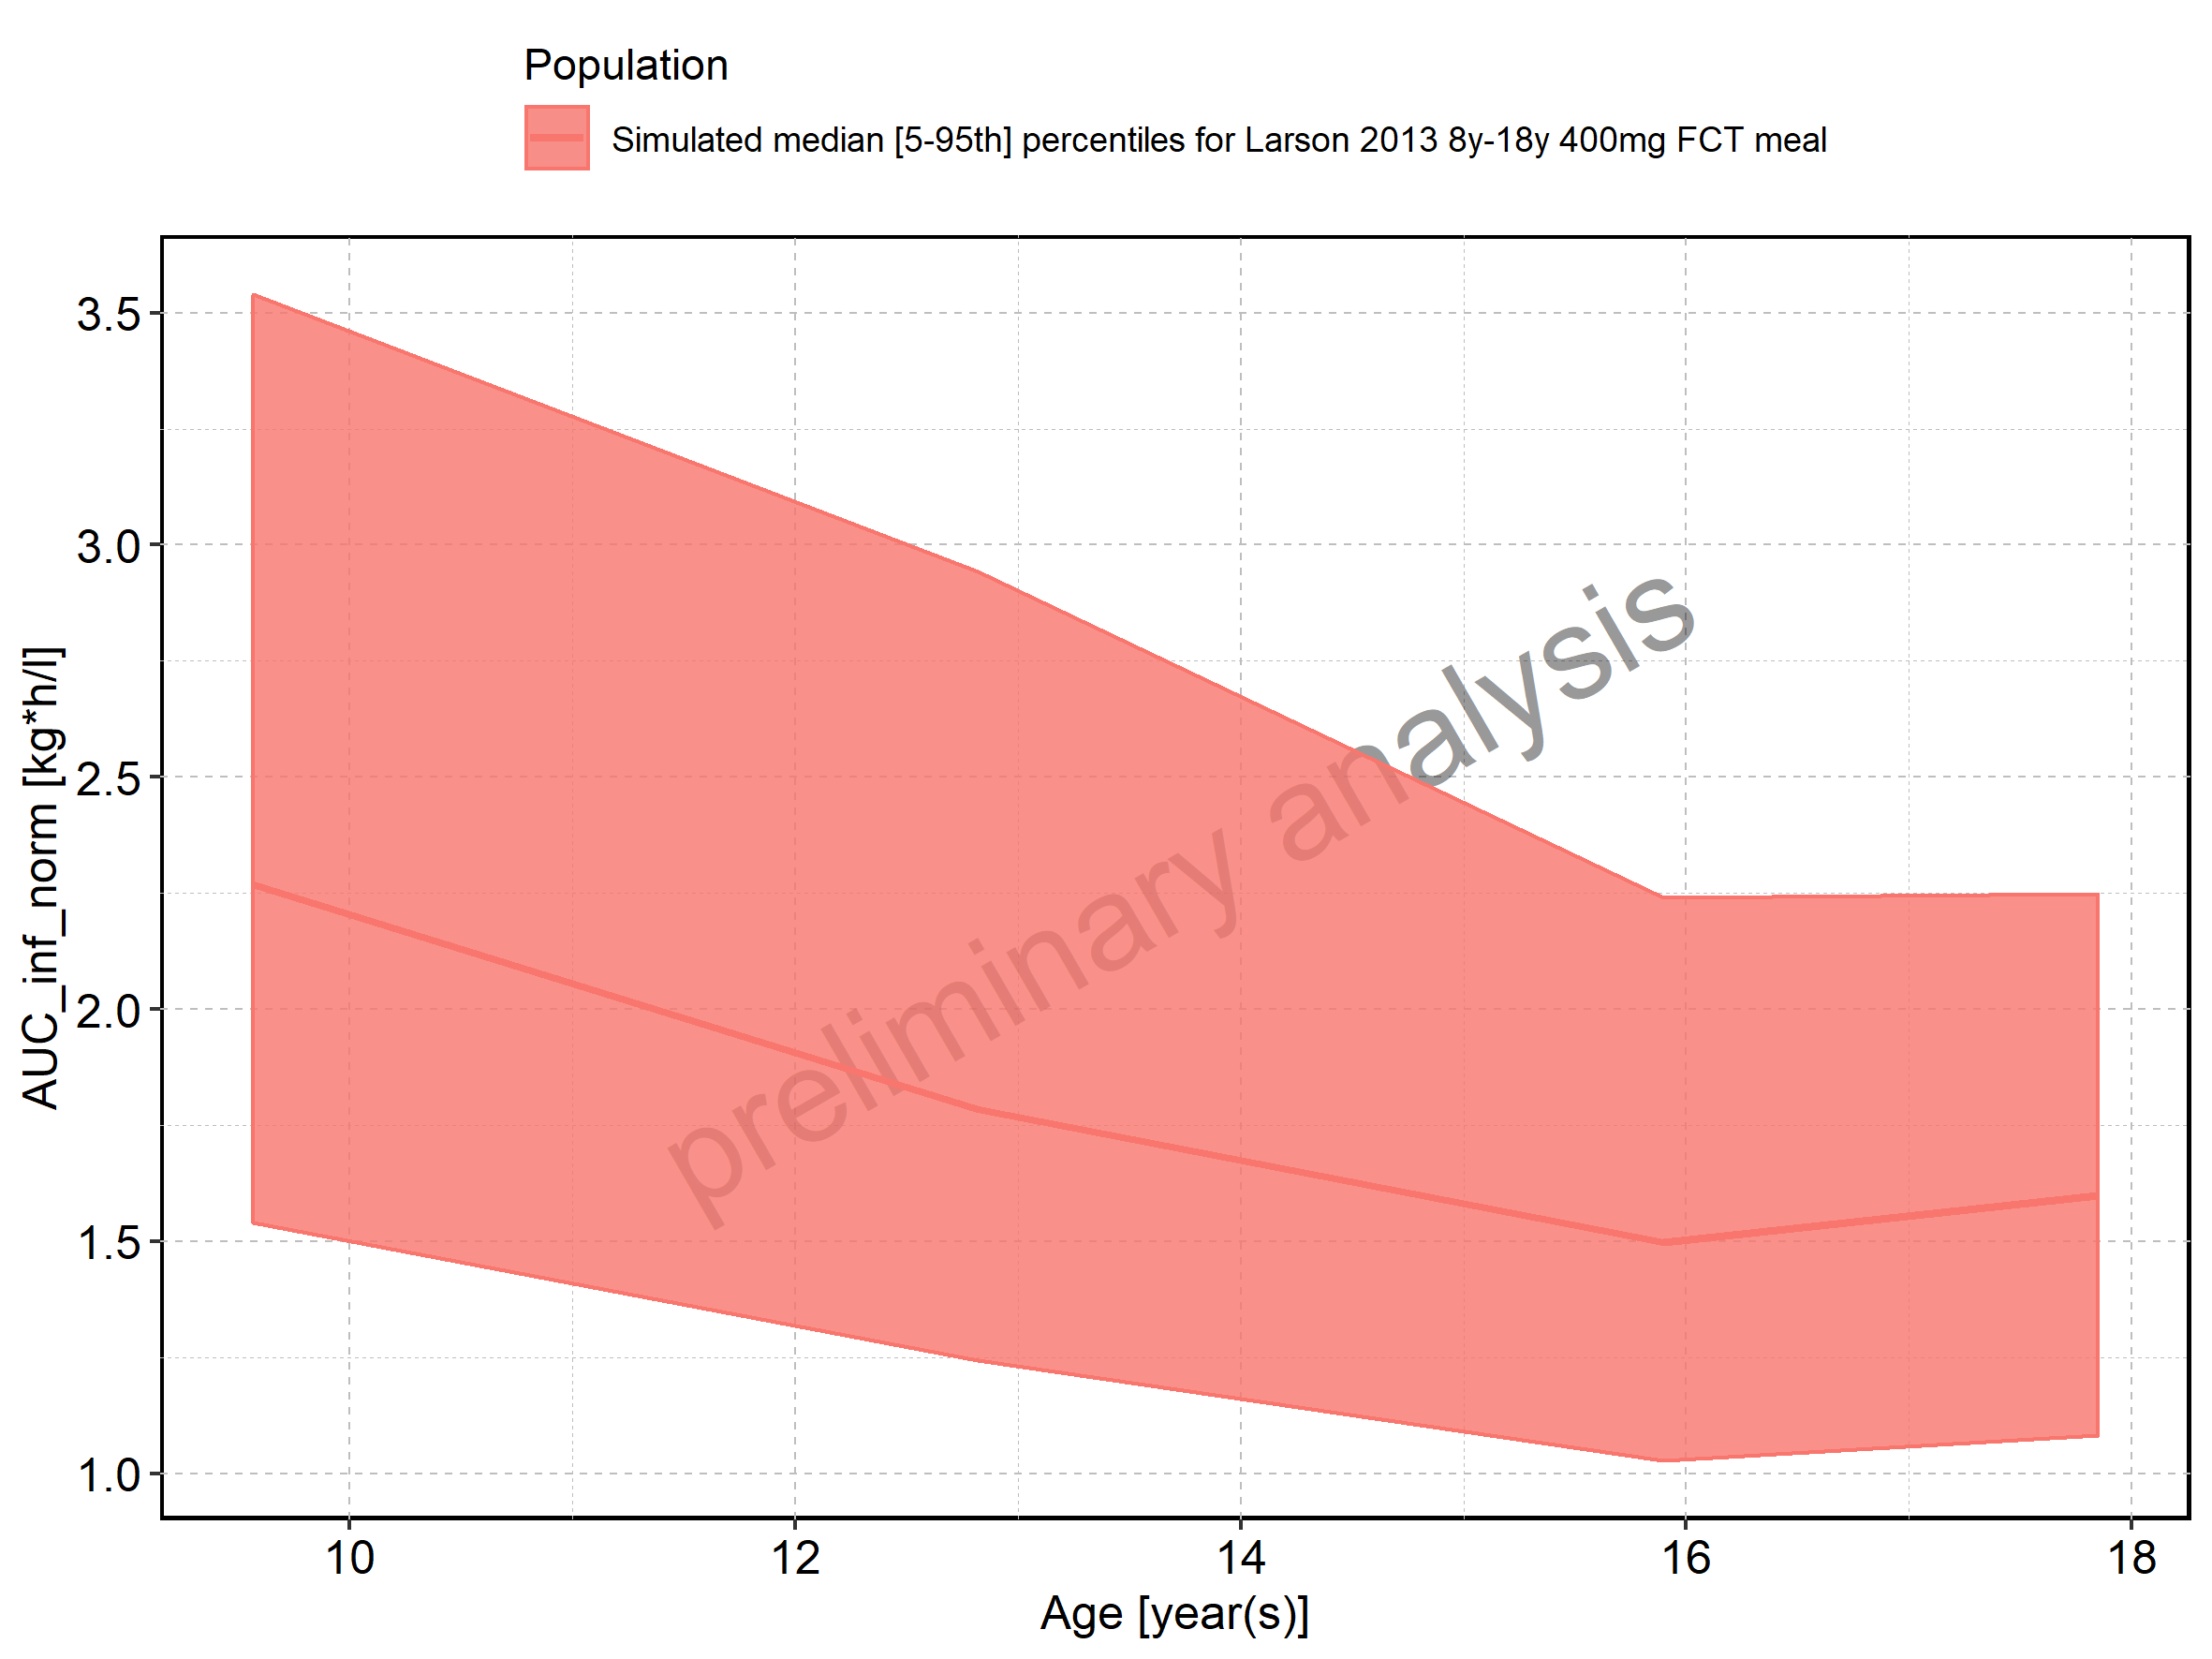 Population
Simulated median [5-95th] percentiles for Larson 2013 8y-18y 400mg FCT meal
AUC_inf_norm [kg*h/l]
3.5
3.0
2.5
2.0
1.5
1.0
preliminary analysis
10 12 14 16 18
Age [year(s)]